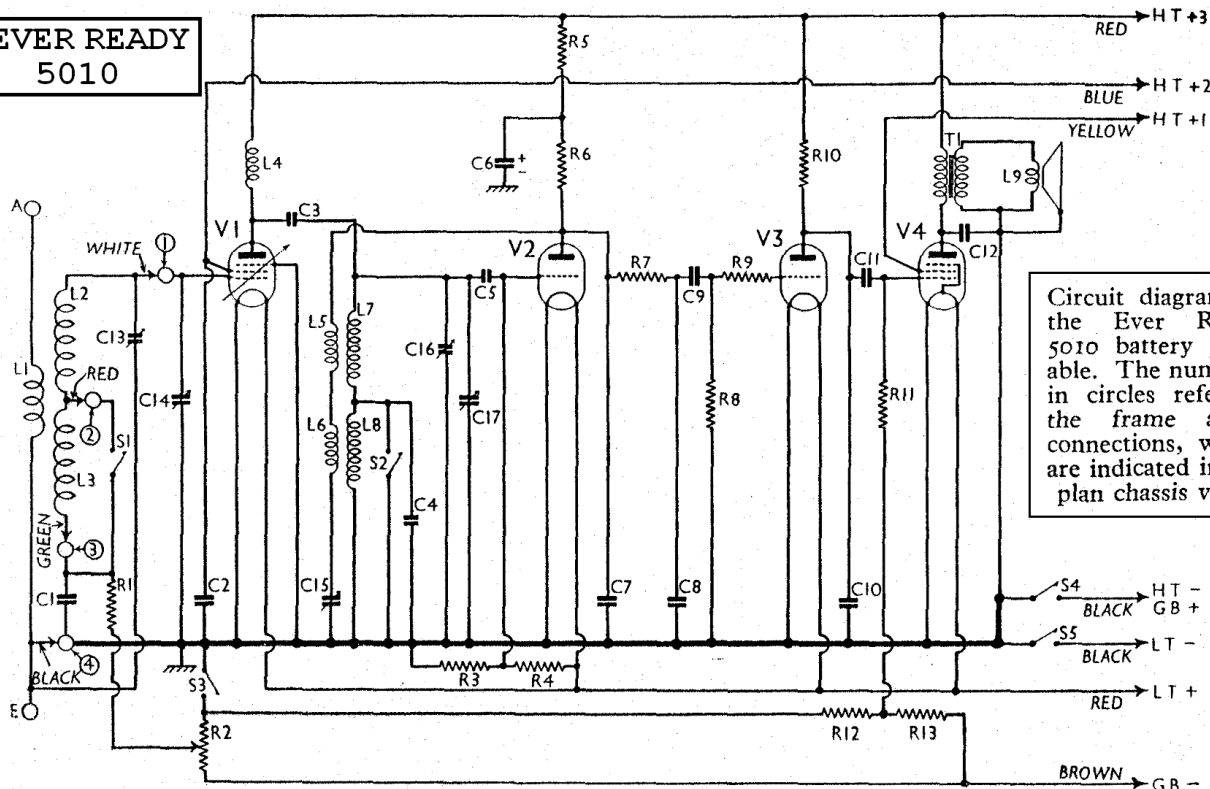 EVER READY
5010
HT+3
RED
HT+2
BLUE
HT+1
YELLOW
R5
R6
C6
+
-
R10
T1
L9
L4
C3
A
V1
V2
V3
V4
C12
WHITE
1
L2
C13
C14
L1
RED
2
S1
L3
GREEN
3
C1
R1
C2
BLACK
4
E
L5
L7
C16
C5
C17
L6
L8
S2
C4
C15
R7
C9
R9
R8
C7
C8
C11
R11
C10
R3
R4
S3
R2
R12
R13
Circuit diagra
the Ever R
5010 battery
able. The num
in circles refe
the frame a
connections, w
are indicated i
plan chassis v
S4
HT -
BLACK
GB +
S5
LT -
BLACK
LT +
RED
BROWN
GB -